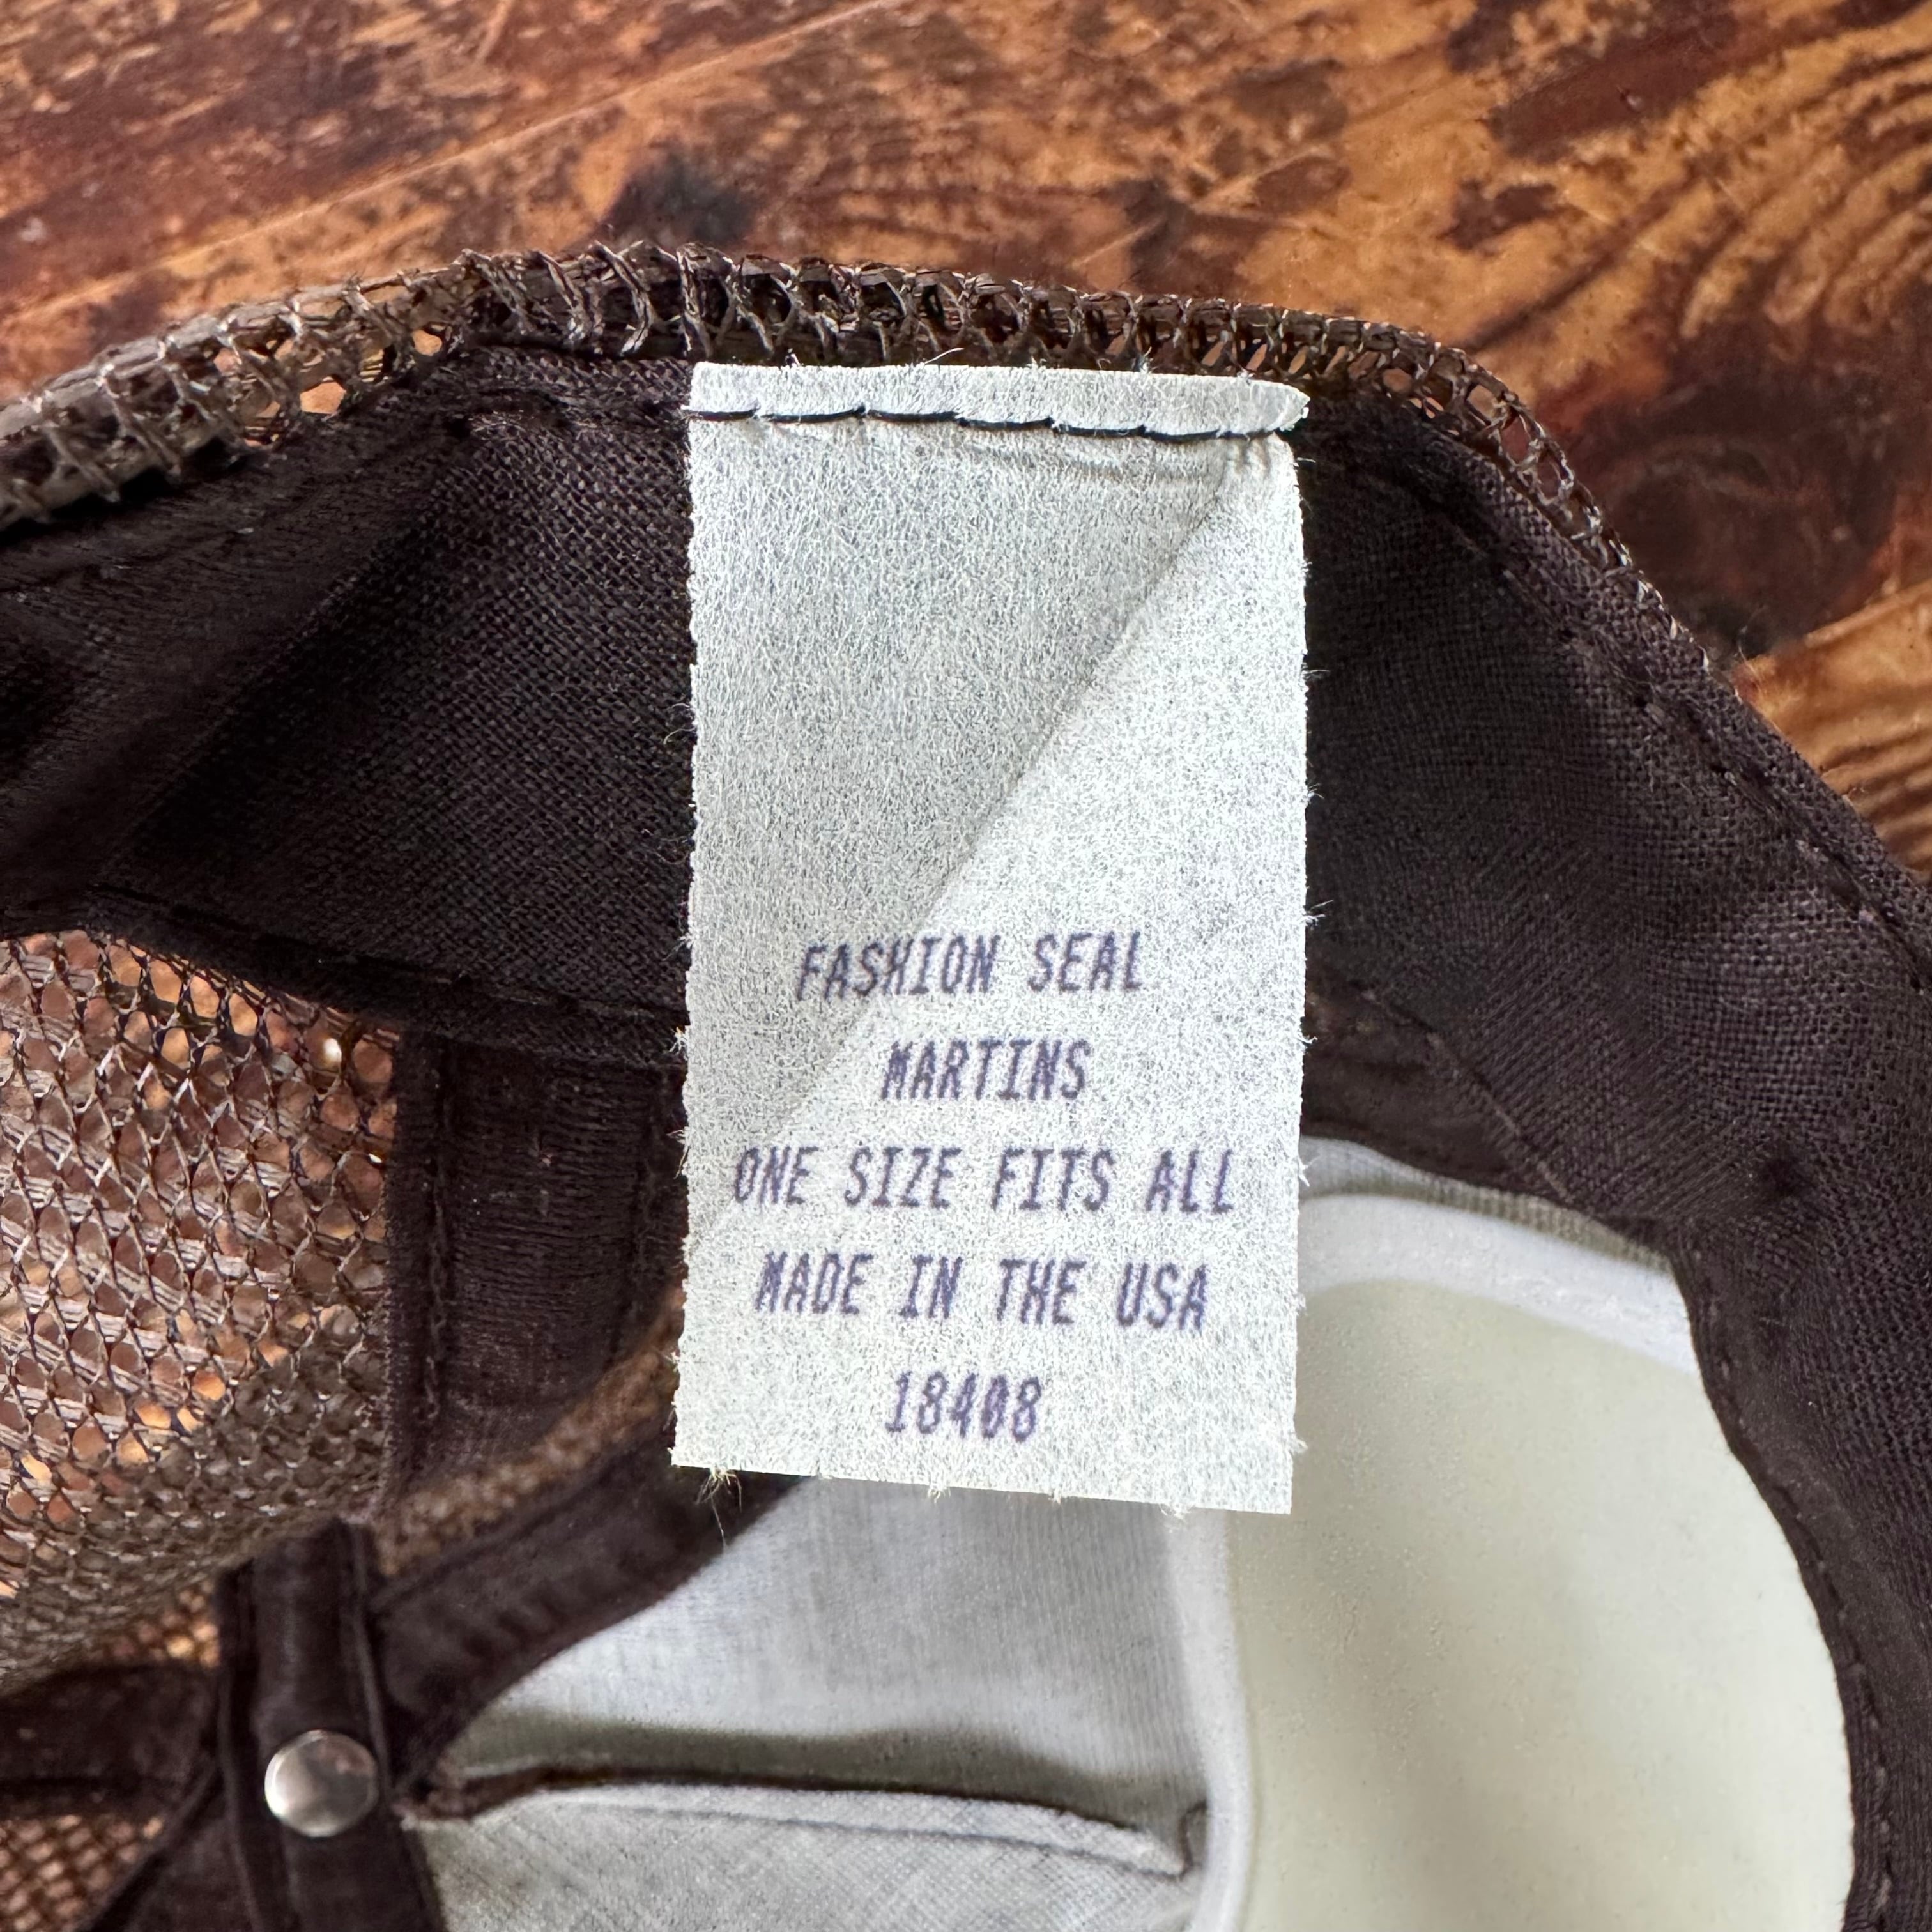 FASHION SEAL
MARTINS
ONE SIZE FITS ALL
MADE IN THE USA
18408